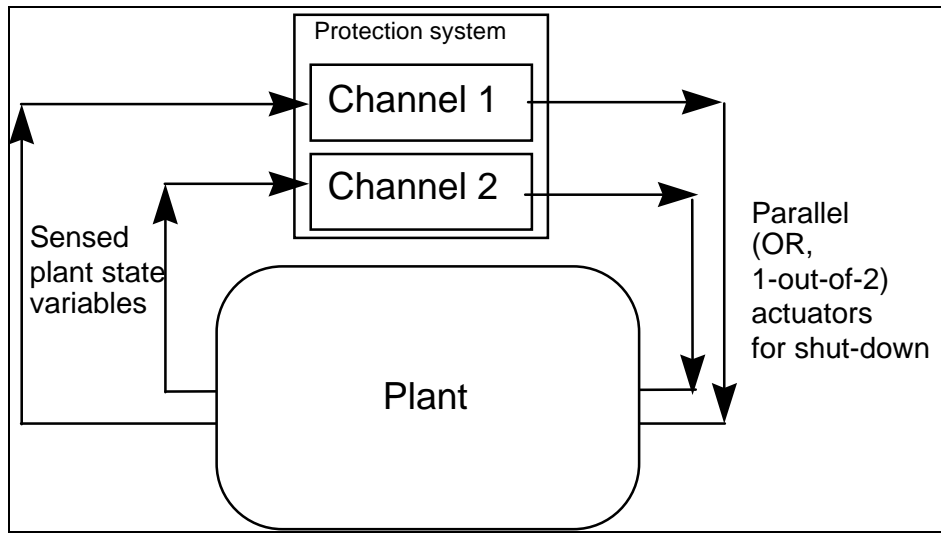 Protection system
Channel 1
Channel 2
Sensed
plant state
variables
Parallel
(OR,
1-out-of-2)
actuators
for shut-down
Plant